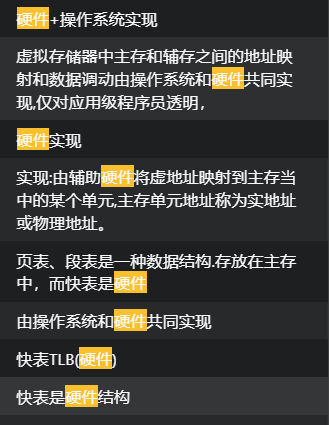 硬件+操作系统实现
虚拟存储器中主存和辅存之间的地址映
射和数据调动由操作系统和硬件共同实
现,仅对应用级程序员透明，
硬件实现
实现:由辅助硬件将虚地址映射到主存当
中的某个单元,主存单元地址称为实地址
或物理地址。
页表、段表是一种数据结构.存放在主存
中，而快表是硬件
由操作系统和硬件共同实现
快表TLB(硬件)
快表是硬件结构